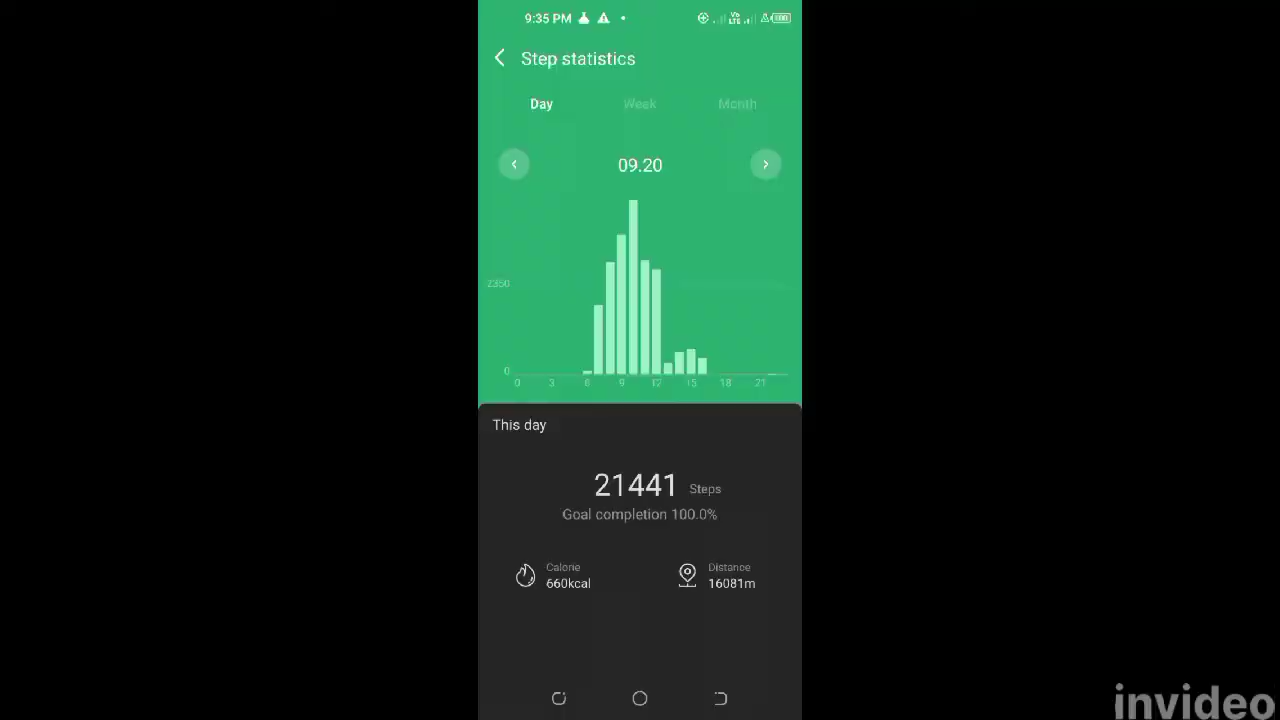 9:35 PM
Step statistics
Day Week Month
09.20
2350
0
0 3 6 9 12 15 18 21
This day
21441 Steps
Goal completion 100.0%
Calorie Distance
660kcal 16081m
invideo